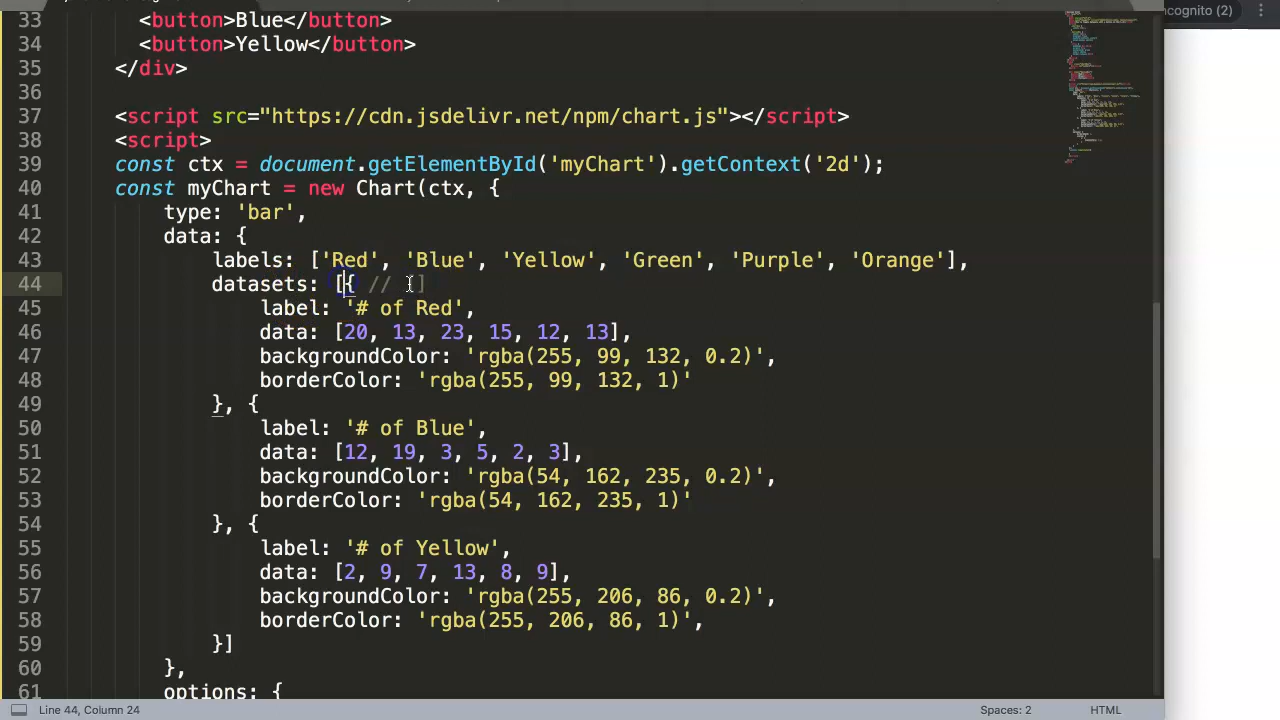 cognito (2)
33 <button>Blue</button>
34 <button>Yellow</button>
35 </div>
36
37 <script src="https://cdn.jsdelivr.net/npm/chart.js"></script>
38 <script>
39 const ctx = document.getElementById('myChart').getContext('2d');
40 const myChart = new Chart(ctx, {
41 type: 'bar',
42 data: {
43 labels: ['Red', 'Blue', 'Yellow', 'Green', 'Purple', 'Orange'],
44 datasets: [{ // []
45 label: '# of Red',
46 data: [20, 13, 23, 15, 12, 13],
47 backgroundColor: 'rgba(255, 99, 132, 0.2)',
48 borderColor: 'rgba(255, 99, 132, 1)'
49 }, {
50 label: '# of Blue',
51 data: [12, 19, 3, 5, 2, 3],
52 backgroundColor: 'rgba(54, 162, 235, 0.2)',
53 borderColor: 'rgba(54, 162, 235, 1)'
54 }, {
55 label: '# of Yellow',
56 data: [2, 9, 7, 13, 8, 9],
57 backgroundColor: 'rgba(255, 206, 86, 0.2)',
58 borderColor: 'rgba(255, 206, 86, 1)',
59 }]
60 },
61 options: {
Line 44, Column 24 Spaces: 2 HTML